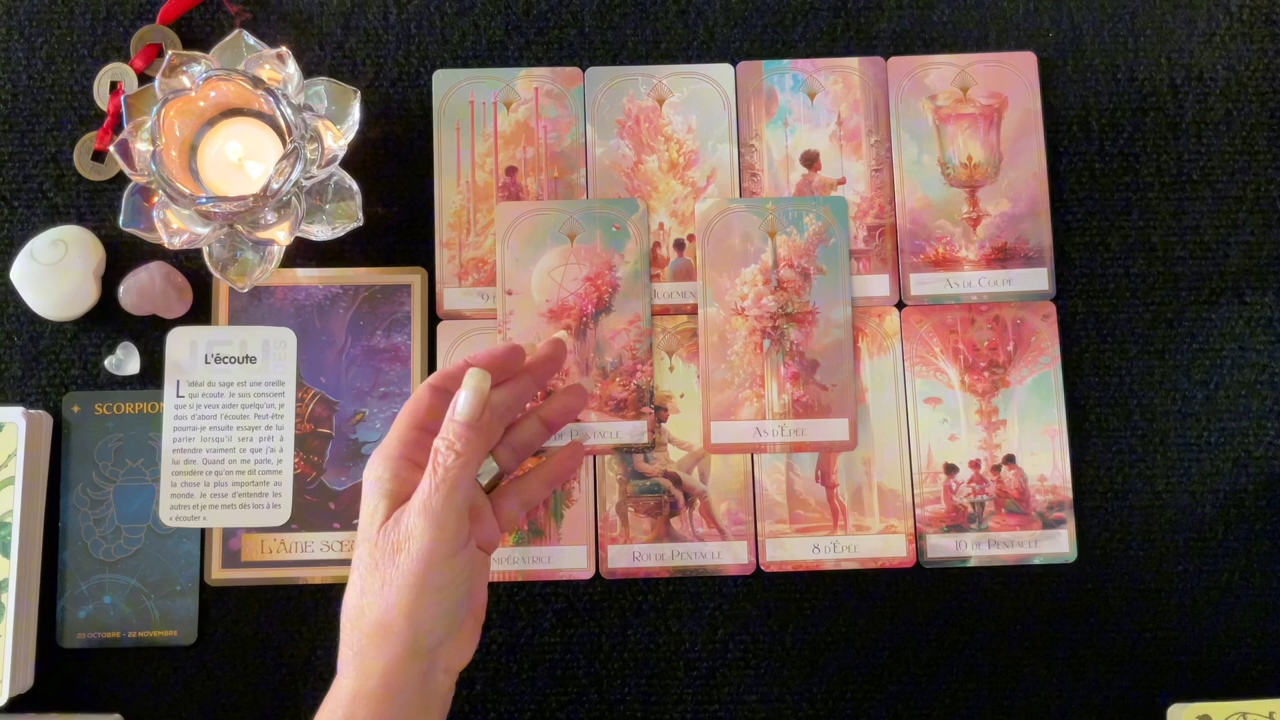 9
JUGEMEN
AS DE COUPE
L'écoute
L'idéal du sage est une oreille
qui écoute. Je suis conscient
que si je veux aider quelqu'un, je
dois d'abord l'écouter. Peut-être
pourrai-je ensuite essayer de lui
parler lorsqu'il sera prêt à
entendre vraiment ce que j'ai à
lui dire. Quand on me parle, je
considère ce qu'on me dit comme
la chose la plus importante au
monde. Je cesse d'entendre les
autres et je me mets dès lors à les
« écouter ».
SCORPION
23 OCTOBRE - 22 NOVEMBRE
L'ÂME SŒ
DE PENTACLE
AS D'ÉPÉE
IMPÉRATRICE
ROI DE PENTACLE
8 D'ÉPÉE
10 DE PENTACLE